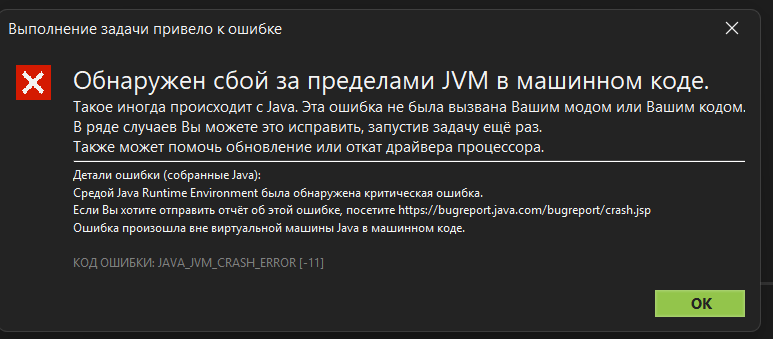 Выполнение задачи привело к ошибке
Обнаружен сбой за пределами JVM в машинном коде.
Такое иногда происходит с Java. Эта ошибка не была вызвана Вашим модом или Вашим кодом.
В ряде случаев Вы можете это исправить, запустив задачу ещё раз.
Также может помочь обновление или откат драйвера процессора.
Детали ошибки (собранные Java):
Средой Java Runtime Environment была обнаружена критическая ошибка.
Если Вы хотите отправить отчёт об этой ошибке, посетите https://bugreport.java.com/bugreport/crash.jsp
Ошибка произошла вне виртуальной машины Java в машинном коде.
КОД ОШИБКИ: JAVA_JVM_CRASH_ERROR [-11]
OK